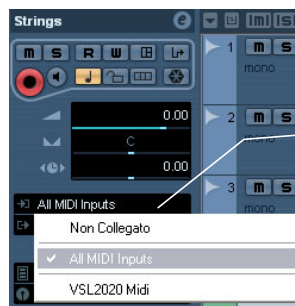 Strings e
m S R W
1 m S
mono
0.00
C
2 m S
mono
0.00
3 m S
mono
All MIDI Inputs
Non Collegato
All MIDI Inputs
VSL2020 Midi